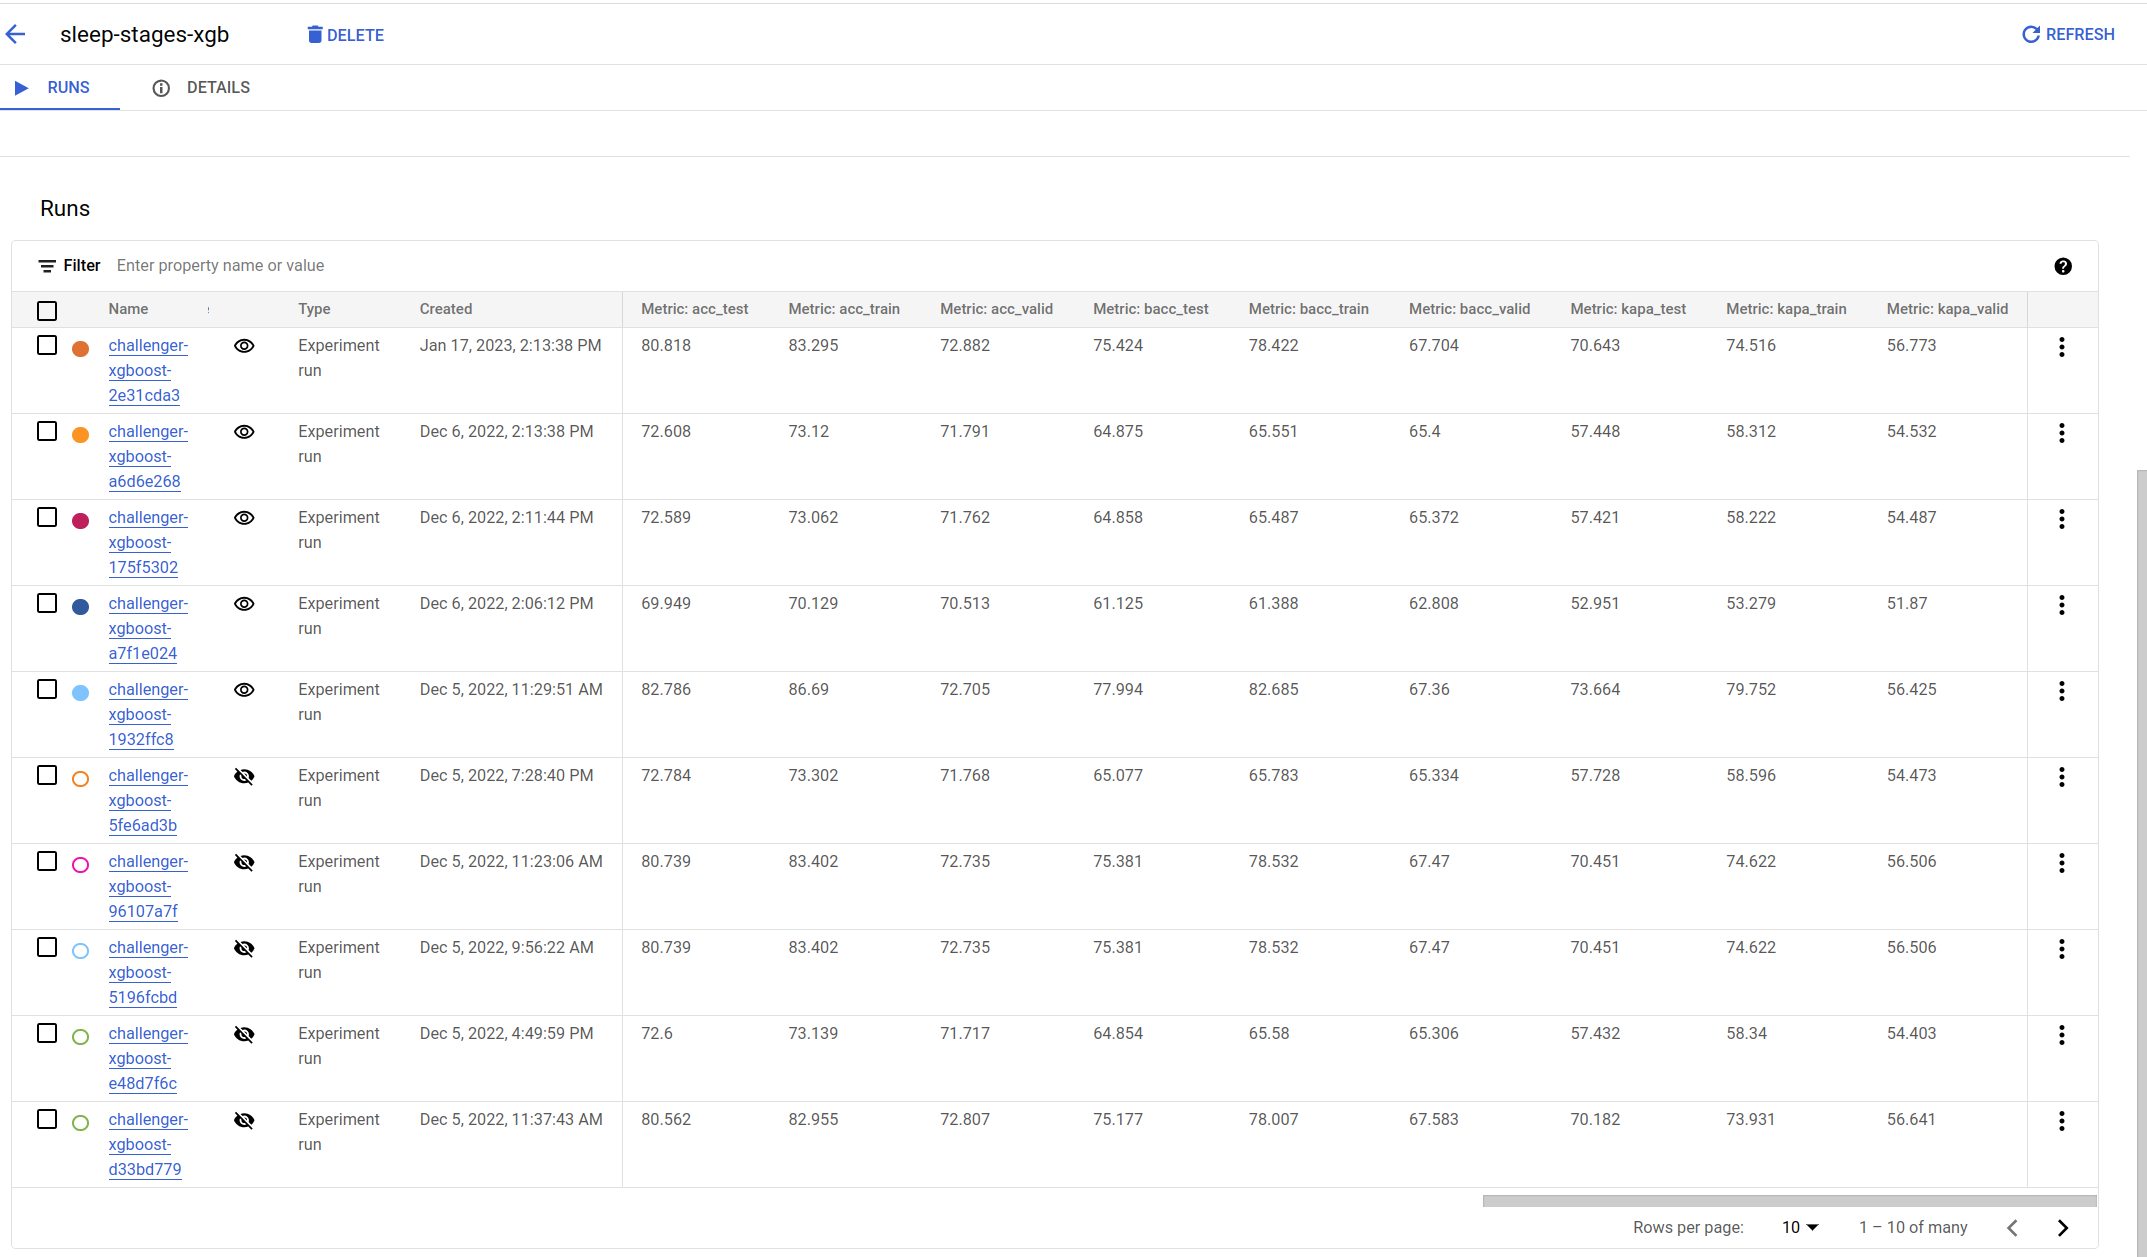 sleep-stages-xgb DELETE REFRESH
RUNS DETAILS
Runs
Filter Enter property name or value
Name Type Created Metric: acc_test Metric: acc_train Metric: acc_valid Metric: bacc_test Metric: bacc_train Metric: bacc_valid Metric: kapa_test Metric: kapa_train Metric: kapa_valid
challenger- Experiment Jan 17, 2023, 2:13:38 PM 80.818 83.295 72.882 75.424 78.422 67.704 70.643 74.516 56.773
xgboost- run
2e31cda3
challenger- Experiment Dec 6, 2022, 2:13:38 PM 72.608 73.12 71.791 64.875 65.551 65.4 57.448 58.312 54.532
xgboost- run
a6d6e268
challenger- Experiment Dec 6, 2022, 2:11:44 PM 72.589 73.062 71.762 64.858 65.487 65.372 57.421 58.222 54.487
xgboost- run
175f5302
challenger- Experiment Dec 6, 2022, 2:06:12 PM 69.949 70.129 70.513 61.125 61.388 62.808 52.951 53.279 51.87
xgboost- run
a7f1e024
challenger- Experiment Dec 5, 2022, 11:29:51 AM 82.786 86.69 72.705 77.994 82.685 67.36 73.664 79.752 56.425
xgboost- run
1932ffc8
challenger- Experiment Dec 5, 2022, 7:28:40 PM 72.784 73.302 71.768 65.077 65.783 65.334 57.728 58.596 54.473
xgboost- run
5fe6ad3b
challenger- Experiment Dec 5, 2022, 11:23:06 AM 80.739 83.402 72.735 75.381 78.532 67.47 70.451 74.622 56.506
xgboost- run
96107a7f
challenger- Experiment Dec 5, 2022, 9:56:22 AM 80.739 83.402 72.735 75.381 78.532 67.47 70.451 74.622 56.506
xgboost- run
5196fcbd
challenger- Experiment Dec 5, 2022, 4:49:59 PM 72.6 73.139 71.717 64.854 65.58 65.306 57.432 58.34 54.403
xgboost- run
e48d7f6c
challenger- Experiment Dec 5, 2022, 11:37:43 AM 80.562 82.955 72.807 75.177 78.007 67.583 70.182 73.931 56.641
xgboost- run
d33bd779
Rows per page: 10 1 – 10 of many